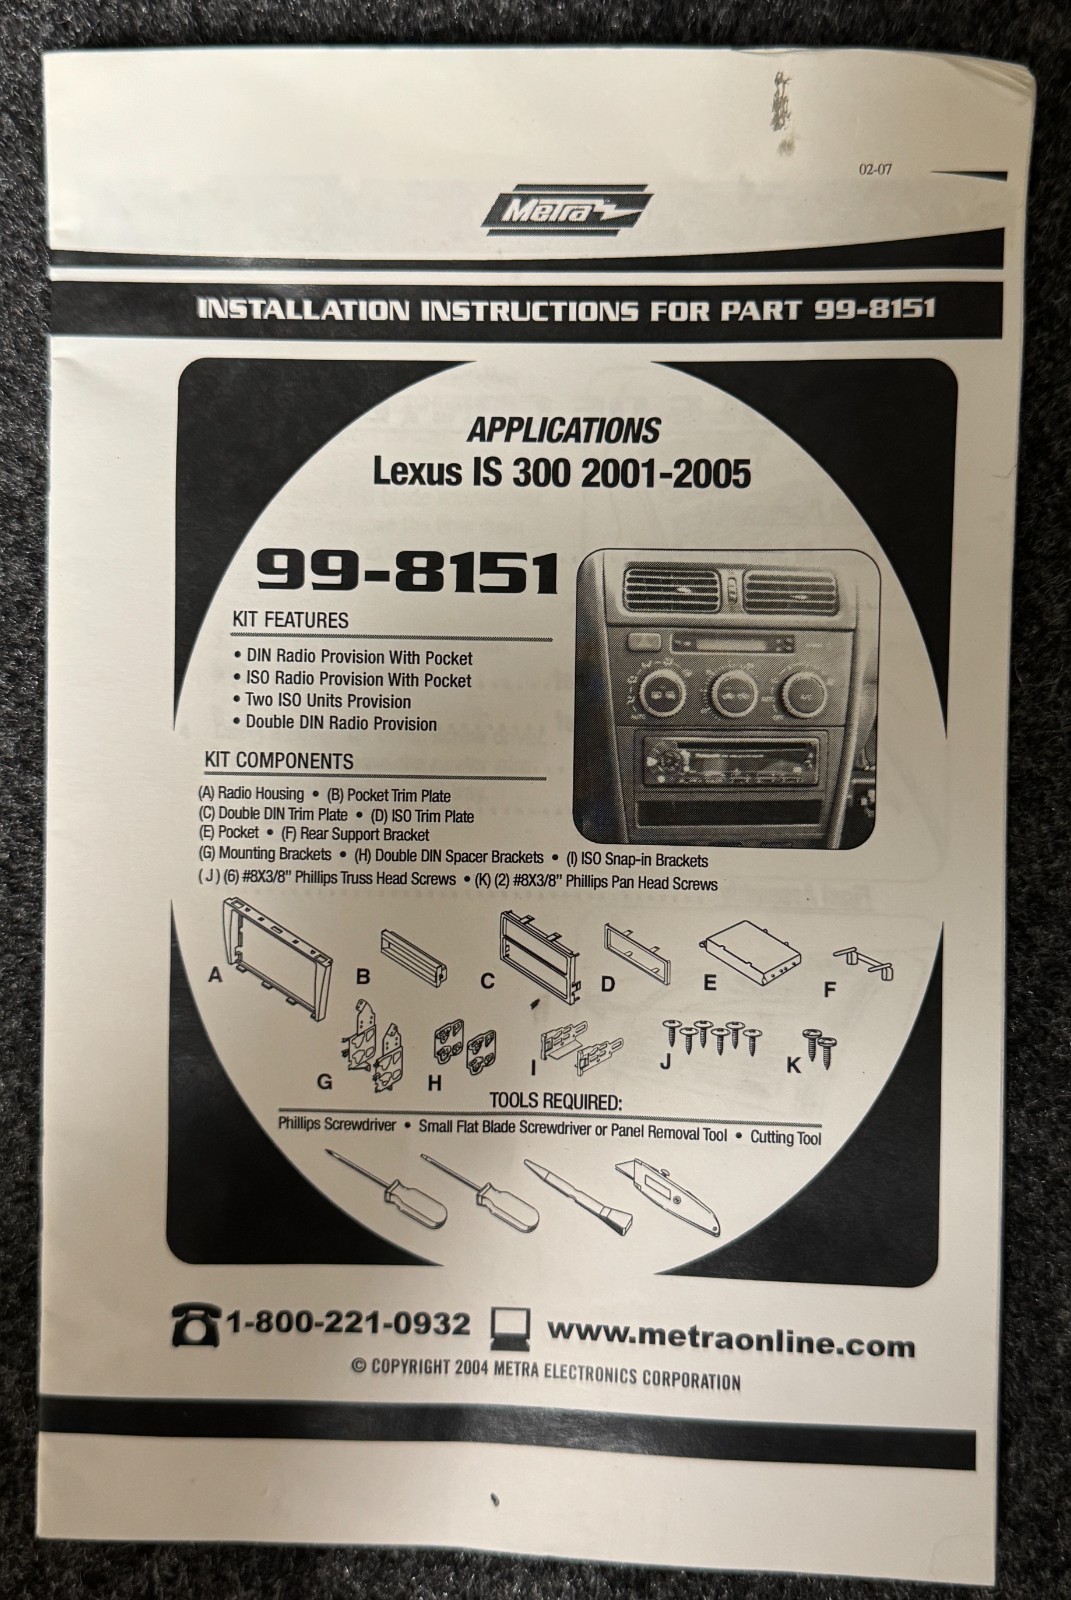 02-07
Metra
INSTALLATION INSTRUCTIONS FOR PART 99-8151
APPLICATIONS
Lexus IS 300 2001-2005
99-8151
KIT FEATURES
• DIN Radio Provision With Pocket
• ISO Radio Provision With Pocket
• Two ISO Units Provision
• Double DIN Radio Provision
KIT COMPONENTS
(A) Radio Housing • (B) Pocket Trim Plate
(C) Double DIN Trim Plate • (D) ISO Trim Plate
(E) Pocket • (F) Rear Support Bracket
(G) Mounting Brackets • (H) Double DIN Spacer Brackets • (I) ISO Snap-in Brackets
(J) (6) #8X3/8" Phillips Truss Head Screws • (K) (2) #8X3/8" Phillips Pan Head Screws
A B C D E F
G H I J K
TOOLS REQUIRED:
Phillips Screwdriver • Small Flat Blade Screwdriver or Panel Removal Tool • Cutting Tool
1-800-221-0932 www.metraonline.com
© COPYRIGHT 2004 METRA ELECTRONICS CORPORATION